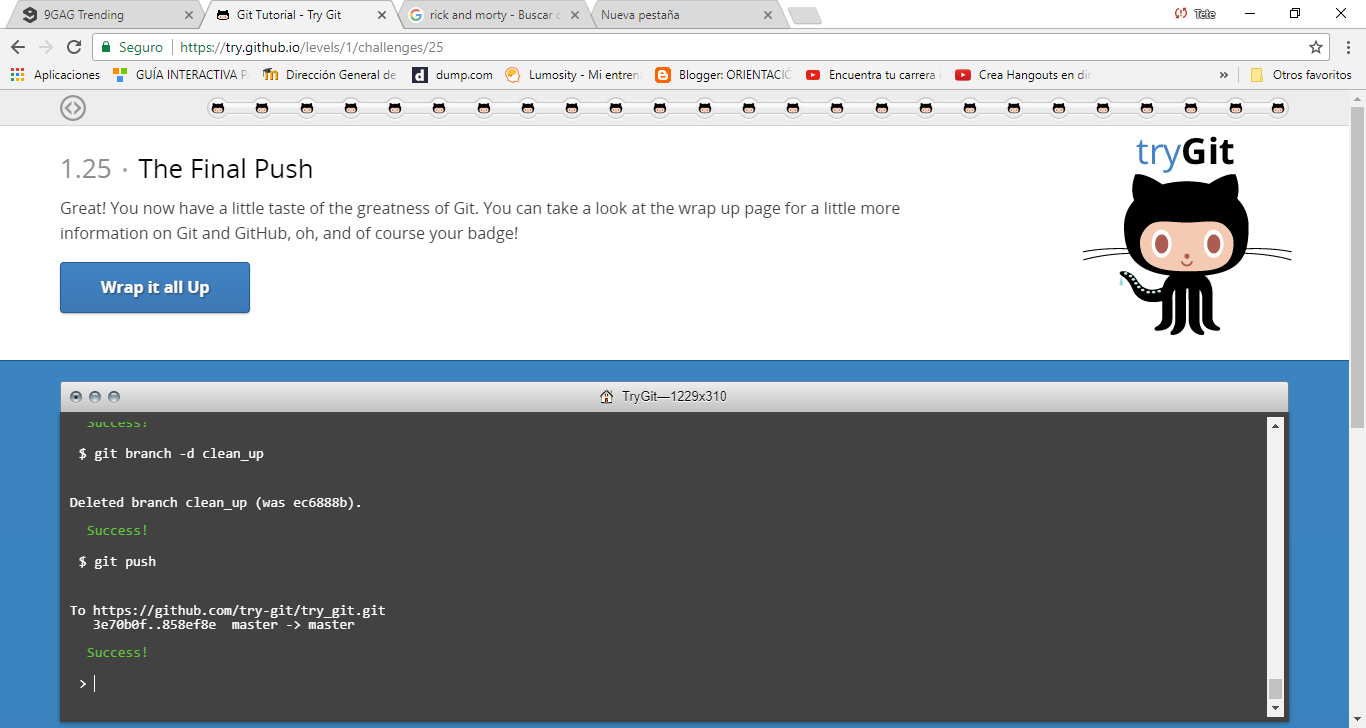 9GAG Trending
Git Tutorial - Try Git
rick and morty - Buscar c
Nueva pestaña
Tete
Seguro
https://try.github.io/levels/1/challenges/25
Aplicaciones
GUÍA INTERACTIVA P
Dirección General de
dump.com
Lumosity - Mi entren
Blogger: ORIENTACIÓ
Encuentra tu carrera i
Crea Hangouts en dir
»
Otros favoritos
tryGit
1.25 · The Final Push
Great! You now have a little taste of the greatness of Git. You can take a look at the wrap up page for a little more
information on Git and GitHub, oh, and of course your badge!
Wrap it all Up
TryGit—1229x310
Success!
$ git branch -d clean_up
Deleted branch clean_up (was ec6888b).
Success!
$ git push
To https://github.com/try-git/try_git.git
3e70b0f..858ef8e master -> master
Success!
>